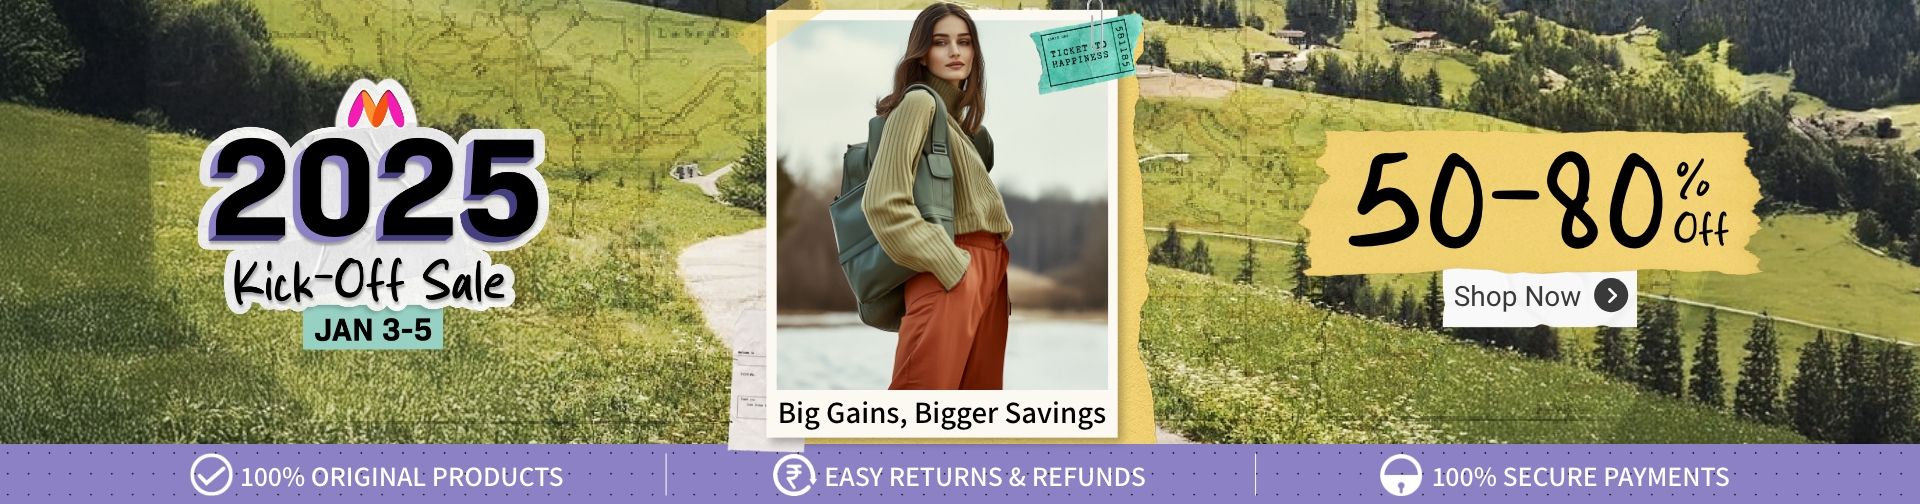 2025
Kick-Off Sale
JAN 3-5
TICKET TO
HAPPINESS
581185
Big Gains, Bigger Savings
50-80% Off
Shop Now
100% ORIGINAL PRODUCTS
EASY RETURNS & REFUNDS
100% SECURE PAYMENTS